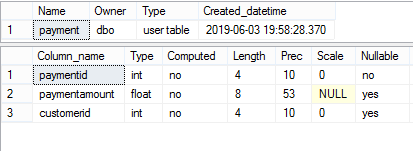 Name Owner Type Created_datetime
1 payment dbo user table 2019-06-03 19:58:28.370
Column_name Type Computed Length Prec Scale Nullable
1 paymentid int no 4 10 0 no
2 paymentamount float no 8 53 NULL yes
3 customerid int no 4 10 0 yes